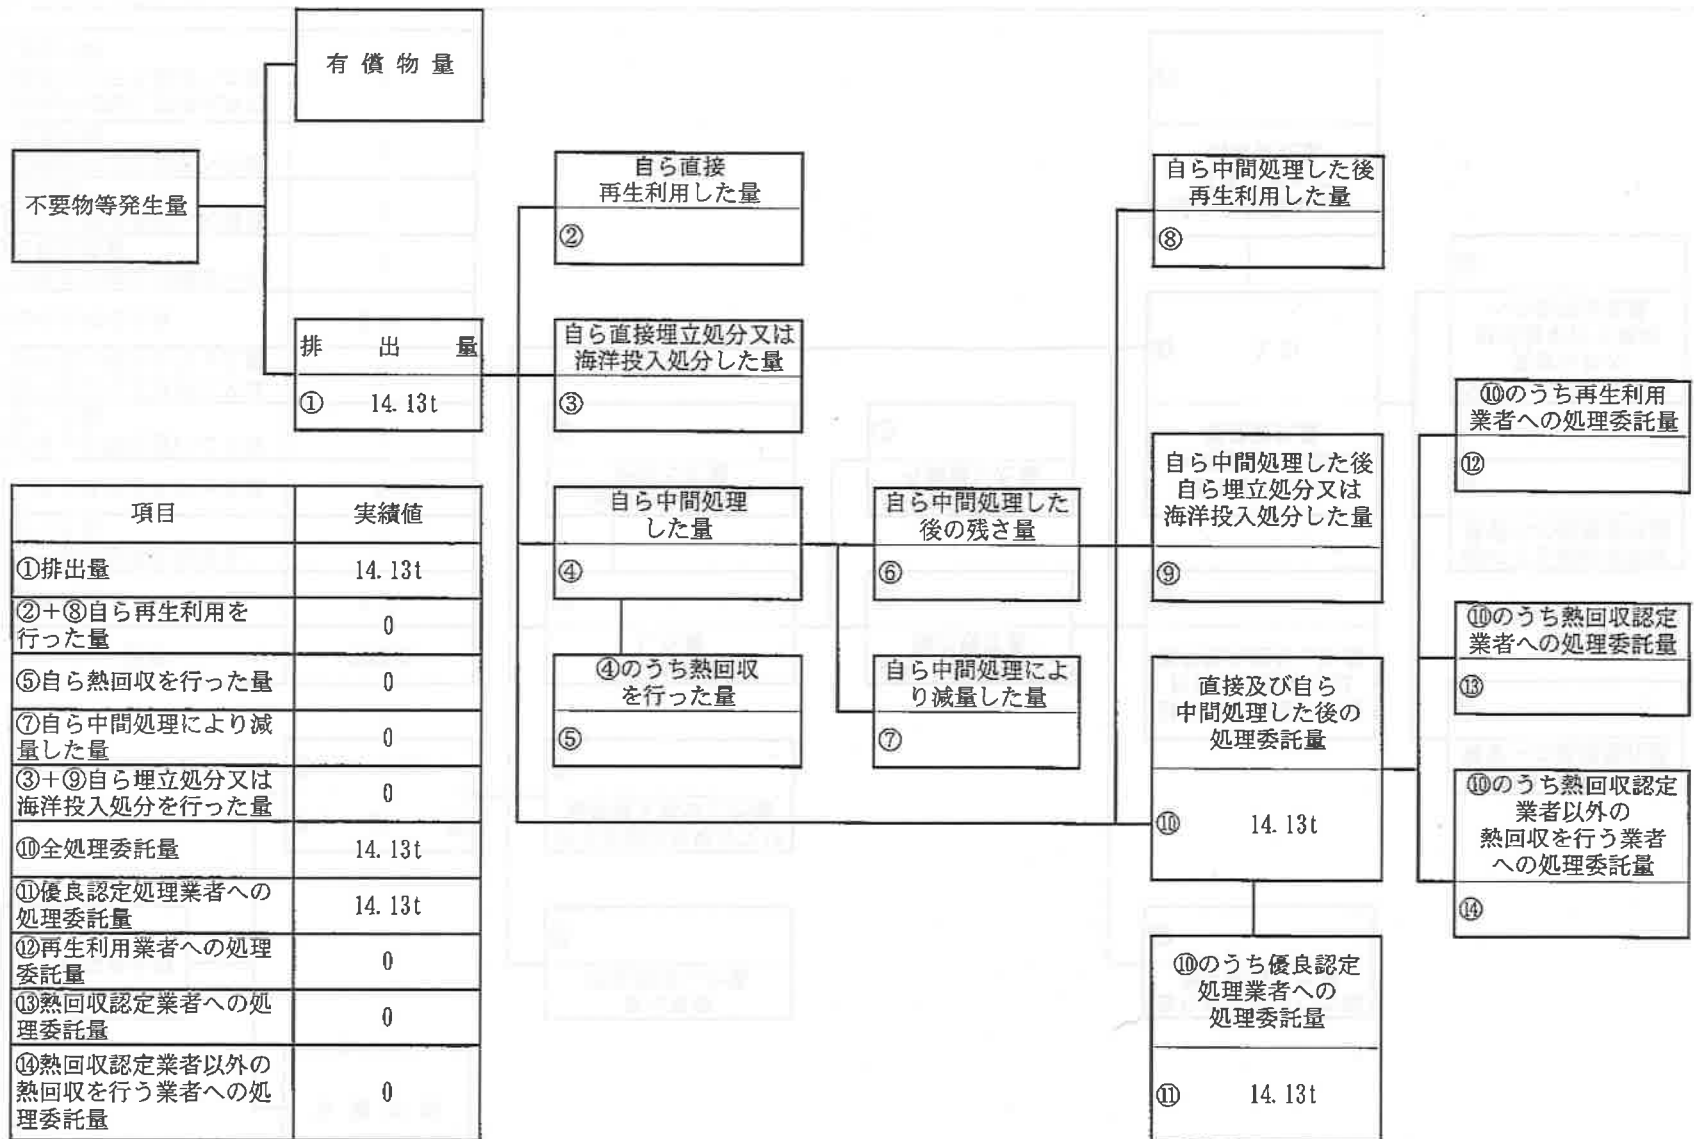 有償物量
不要物等発生量
排出量
① 14.13t
自ら直接
再生利用した量
②
自ら直接埋立処分又は
海洋投入処分した量
③
自ら中間処理
した量
④
④のうち熱回収
を行った量
⑤
自ら中間処理した
後の残さ量
⑥
自ら中間処理によ
り減量した量
⑦
自ら中間処理した後
再生利用した量
⑧
自ら中間処理した後
自ら埋立処分又は
海洋投入処分した量
⑨
直接及び自ら
中間処理した後の
処理委託量
⑩ 14.13t
⑩のうち優良認定
処理業者への
処理委託量
⑪ 14.13t
⑩のうち再生利用
業者への処理委託量
⑫
⑩のうち熱回収認定
業者への処理委託量
⑬
⑩のうち熱回収認定
業者以外の
熱回収を行う業者
への処理委託量
⑭
項目 実績値
①排出量 14.13t
②+⑧自ら再生利用を
行った量 0
⑤自ら熱回収を行った量 0
⑦自ら中間処理により減
量した量 0
③+⑨自ら埋立処分又は
海洋投入処分を行った量 0
⑩全処理委託量 14.13t
⑪優良認定処理業者への
処理委託量 14.13t
⑫再生利用業者への処理
委託量 0
⑬熱回収認定業者への処
理委託量 0
⑭熱回収認定業者以外の
熱回収を行う業者への処
理委託量 0